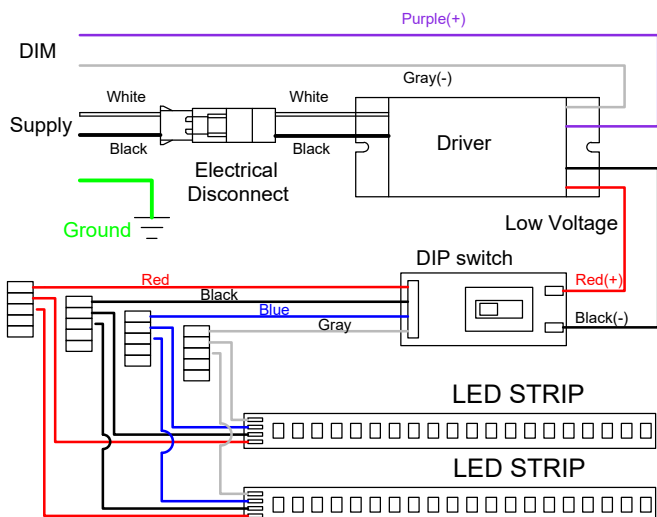 Purple(+)
DIM
Gray(-)
White
White
Supply
Driver
Black
Black
Electrical
Disconnect
Ground
Low Voltage
DIP switch
Red
Red(+)
Black
Blue
Gray
Black(-)
LED STRIP
LED STRIP